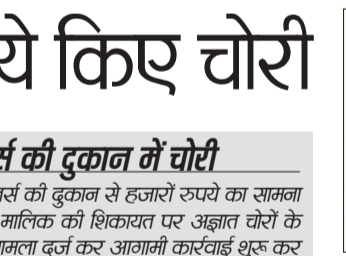 ये किए चोरी
र्स की दुकान में चोरी
र्स की दुकान से हजारों रुपये का सामना
मालिक की शिकायत पर अज्ञात चोरों के
मला दर्ज कर आगामी कार्रवाई शुरू कर